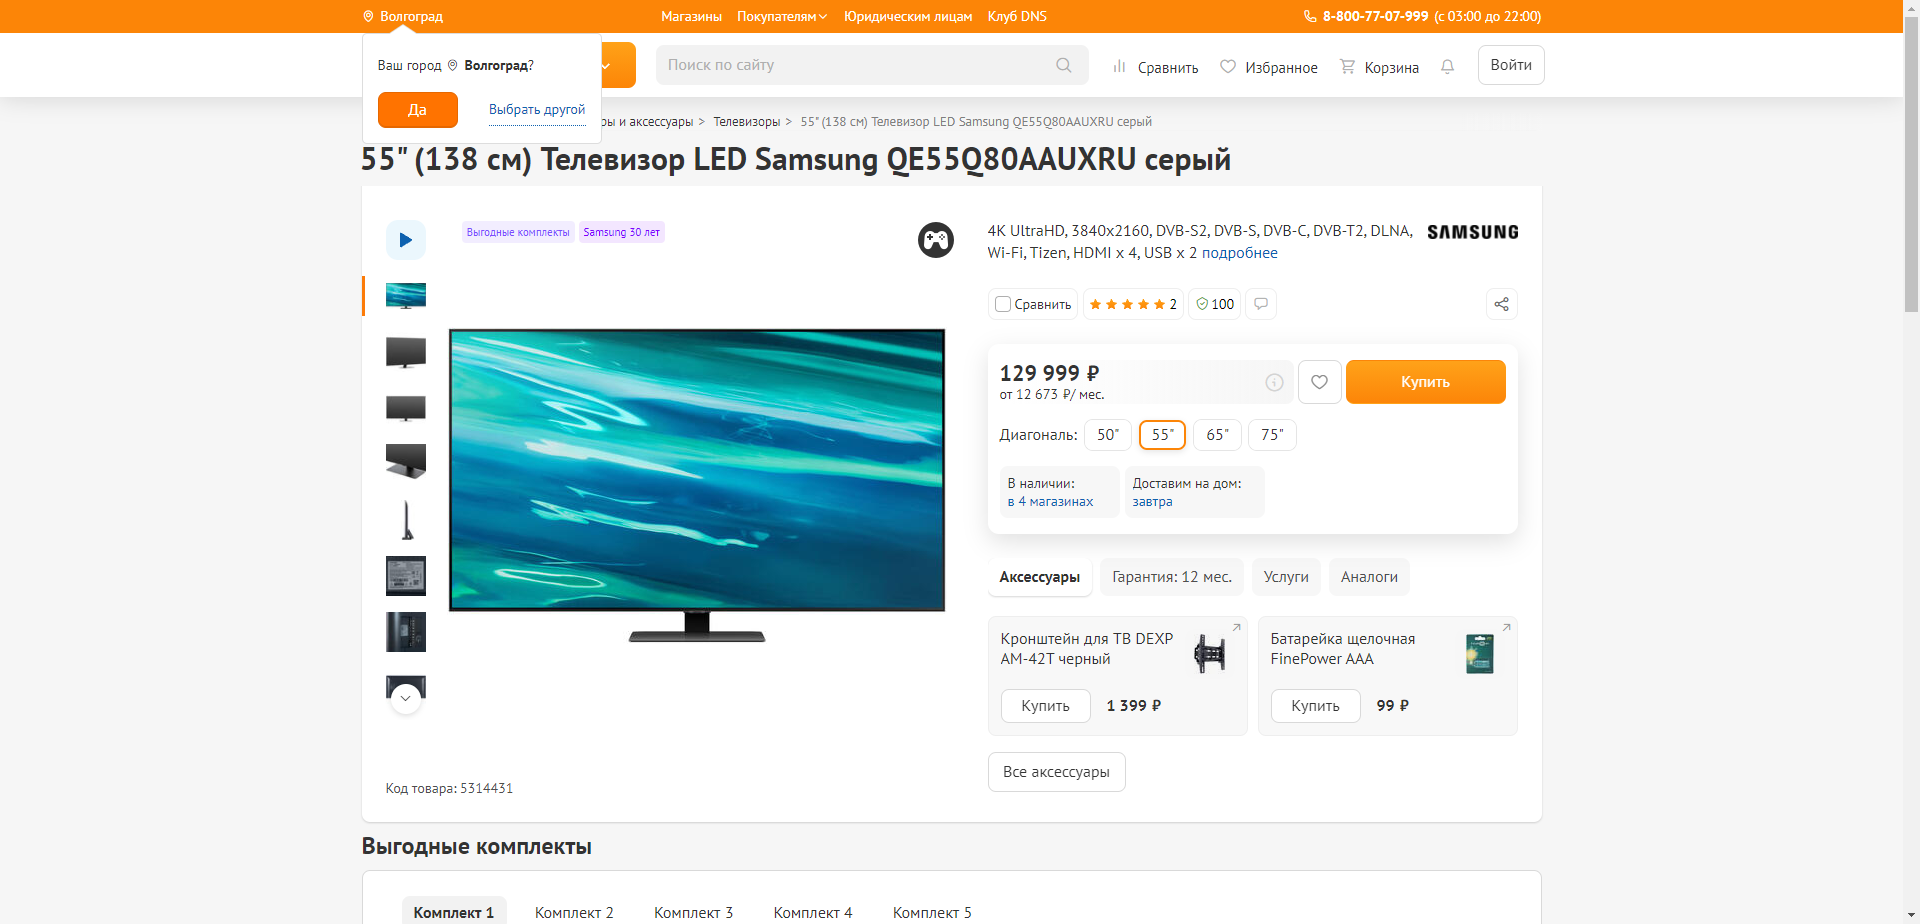 Волгоград
Магазины Покупателям Юридическим лицам Клуб DNS
8-800-77-07-999 (с 03:00 до 22:00)
Ваш город Волгоград?
Да Выбрать другой
Поиск по сайту
Сравнить Избранное Корзина Войти
ры и аксессуары > Телевизоры > 55" (138 см) Телевизор LED Samsung QE55Q80AAUXRU серый
55" (138 см) Телевизор LED Samsung QE55Q80AAUXRU серый
Выгодные комплекты Samsung 30 лет
4K UltraHD, 3840x2160, DVB-S2, DVB-S, DVB-C, DVB-T2, DLNA,
Wi-Fi, Tizen, HDMI x 4, USB x 2 подробнее
SAMSUNG
Сравнить 2 100
129 999 ₽
от 12 673 ₽/ мес.
Купить
Диагональ: 50" 55" 65" 75"
В наличии:
в 4 магазинах
Доставим на дом:
завтра
Аксессуары Гарантия: 12 мес. Услуги Аналоги
Кронштейн для ТВ DEXP
AM-42T черный
Купить 1 399 ₽
Батарейка щелочная
FinePower AAA
Купить 99 ₽
Все аксессуары
Код товара: 5314431
Выгодные комплекты
Комплект 1 Комплект 2 Комплект 3 Комплект 4 Комплект 5